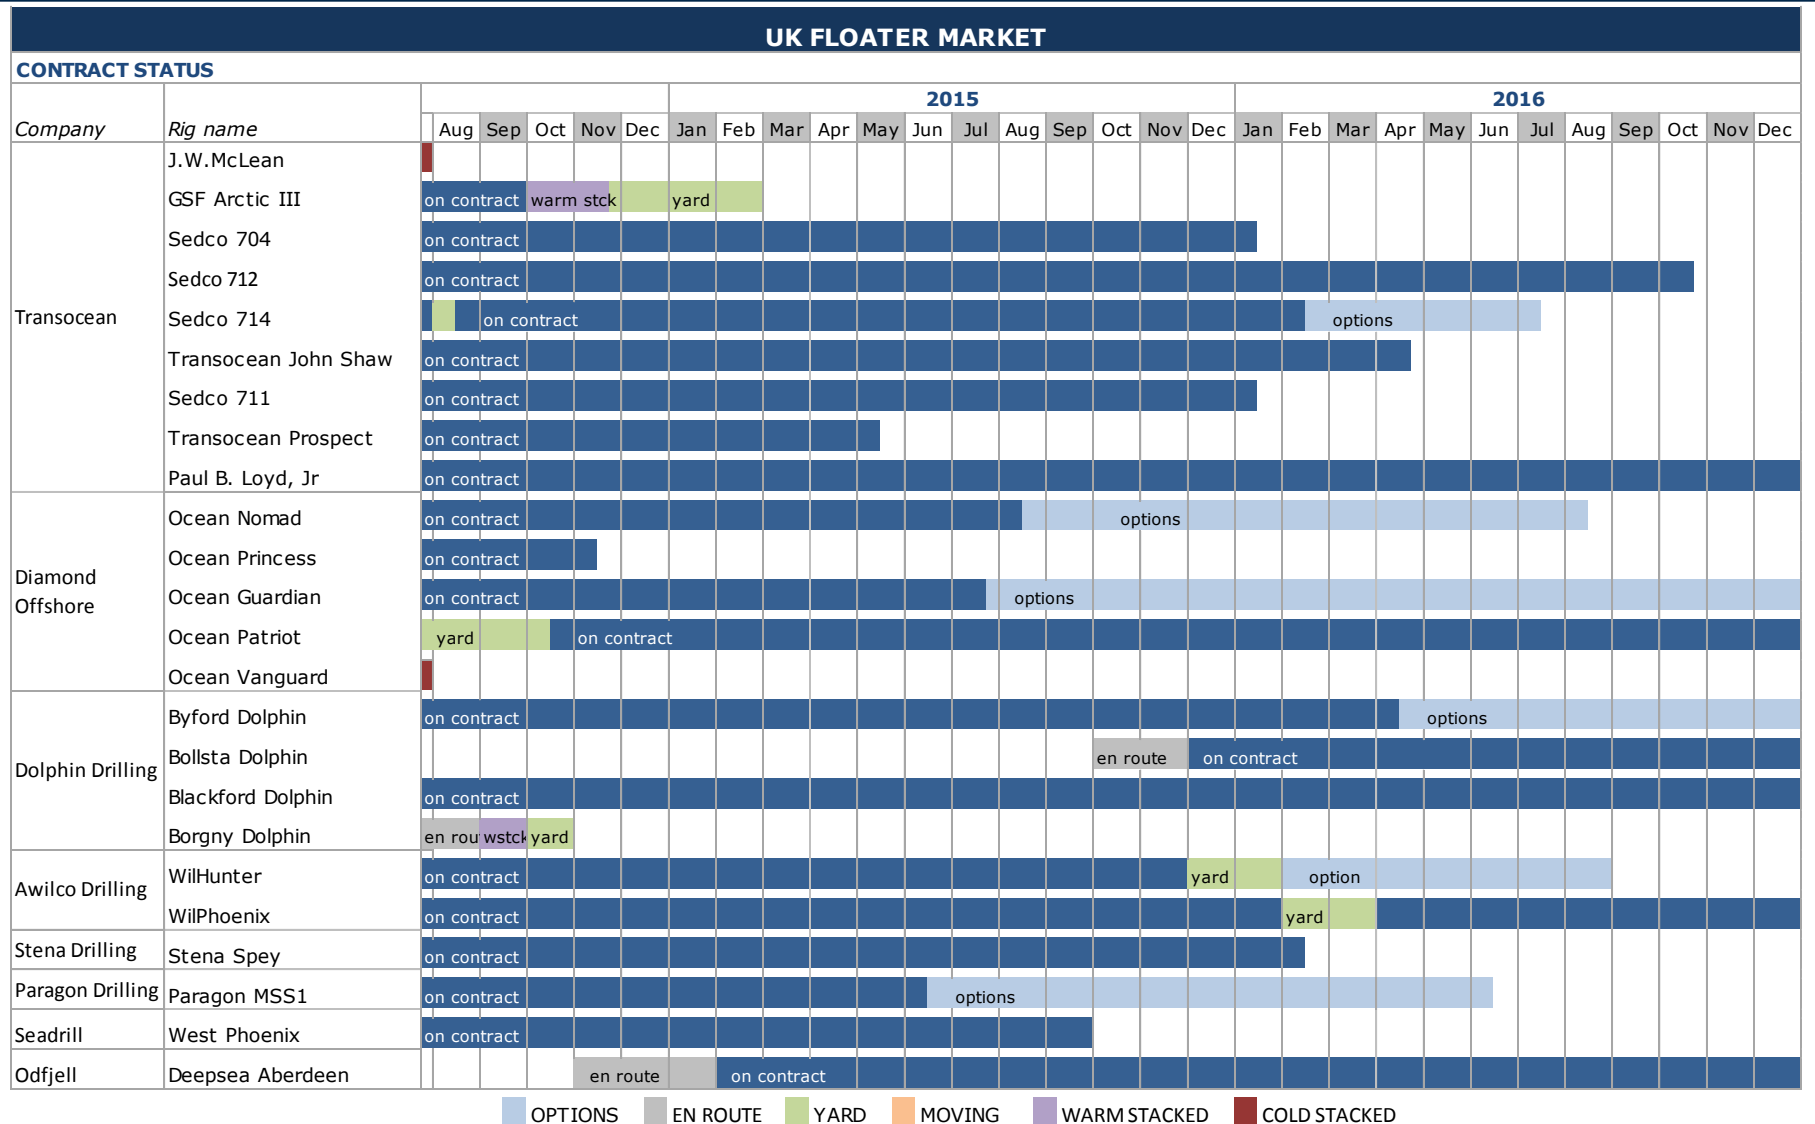 UK FLOATER MARKET
CONTRACT STATUS
2015 2016
Company Rig name Aug Sep Oct Nov Dec Jan Feb Mar Apr May Jun Jul Aug Sep Oct Nov Dec Jan Feb Mar Apr May Jun Jul Aug Sep Oct Nov Dec
J.W.McLean
GSF Arctic III on contract warm stck yard
Sedco 704 on contract
Sedco 712 on contract
Transocean Sedco 714 on contract options
Transocean John Shaw on contract
Sedco 711 on contract
Transocean Prospect on contract
Paul B. Loyd, Jr on contract
Ocean Nomad on contract options
Ocean Princess on contract
Diamond
Offshore
Ocean Guardian on contract options
Ocean Patriot yard on contract
Ocean Vanguard
Byford Dolphin on contract options
Bollsta Dolphin en route on contract
Dolphin Drilling
Blackford Dolphin on contract
Borgny Dolphin en rou wstck yard
Awilco Drilling
WilHunter on contract yard option
WilPhoenix on contract yard
Stena Drilling Stena Spey on contract
Paragon Drilling Paragon MSS1 on contract options
Seadrill West Phoenix on contract
Odfjell Deepsea Aberdeen en route on contract
OPTIONS EN ROUTE YARD MOVING WARM STACKED COLD STACKED